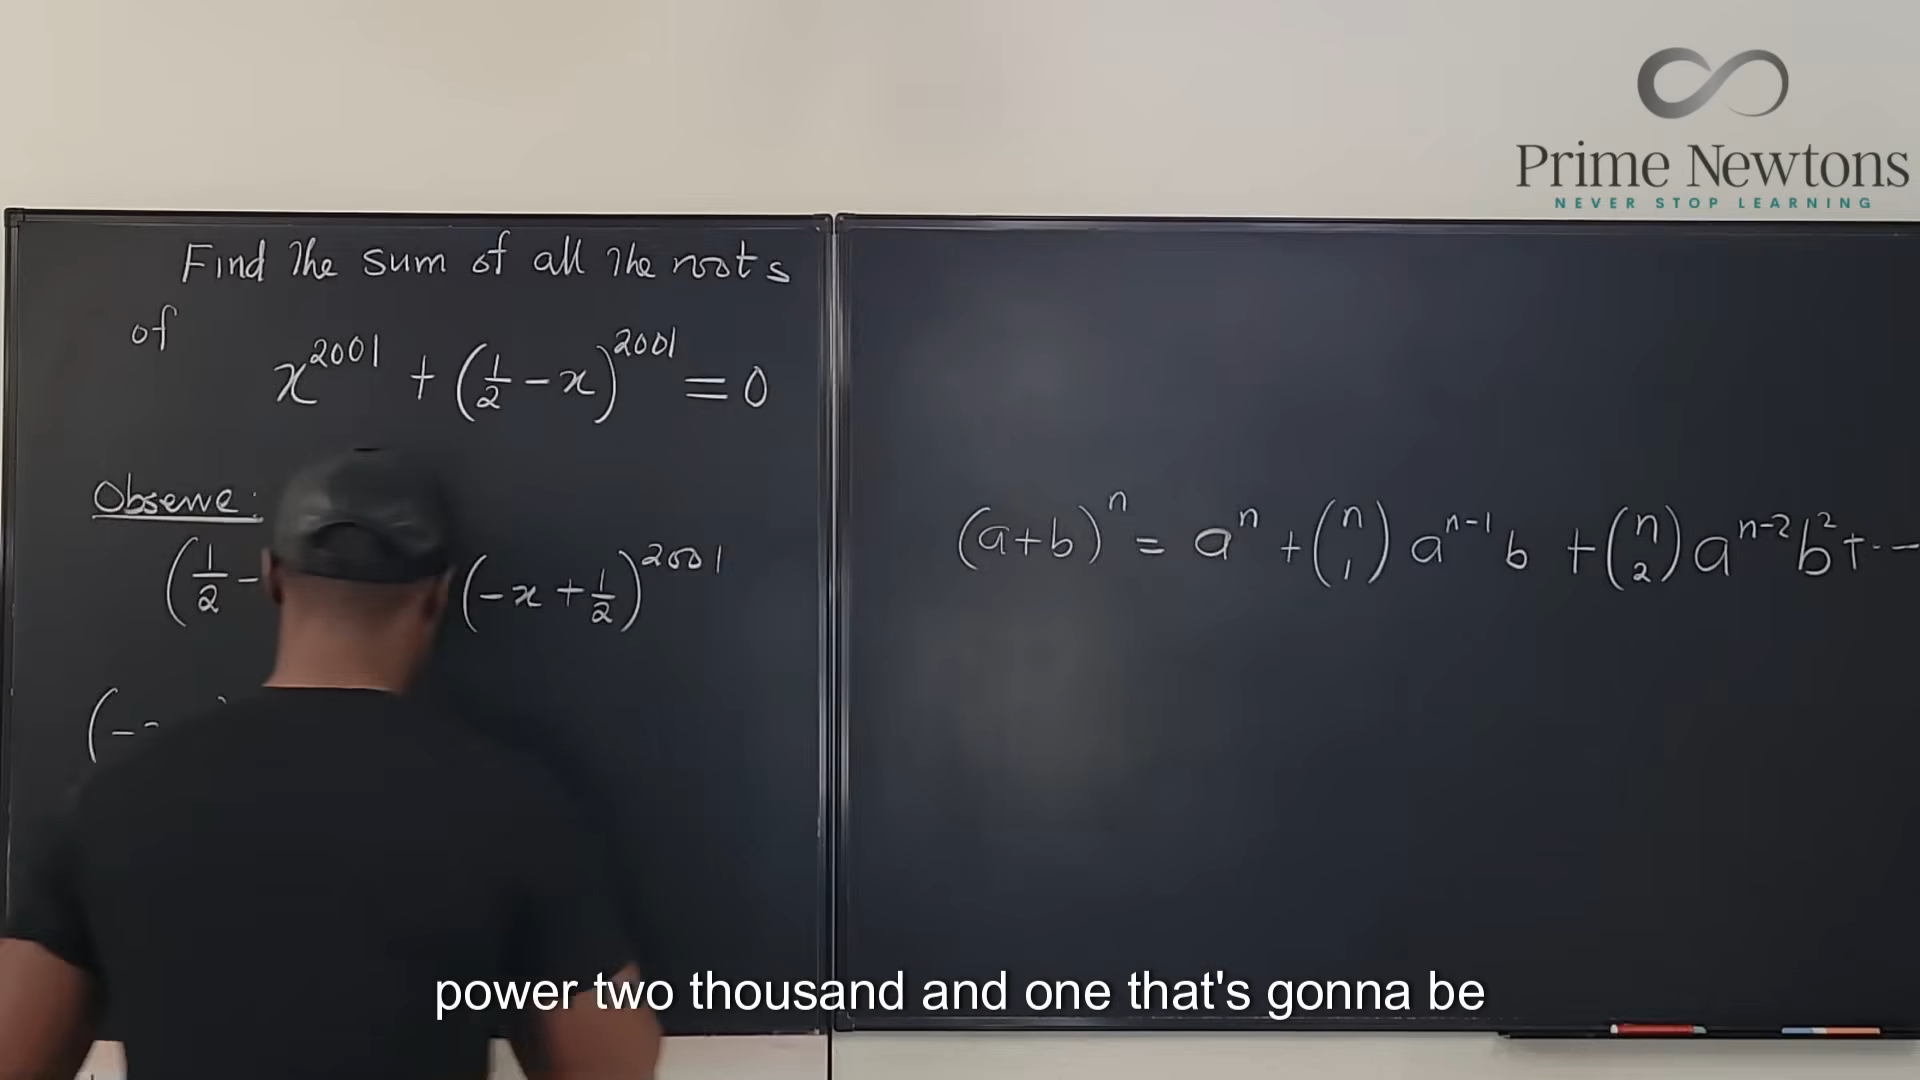 Prime Newtons
NEVER STOP LEARNING
Find the sum of all the roots
of
x^2001 + (1/2 - x)^2001 = 0
Observe:
(1/2 - (-x + 1/2)^2001
(-
(a+b)^n = a^n + (n 1) a^(n-1) b + (n 2) a^(n-2) b^2 + ...
power two thousand and one that's gonna be